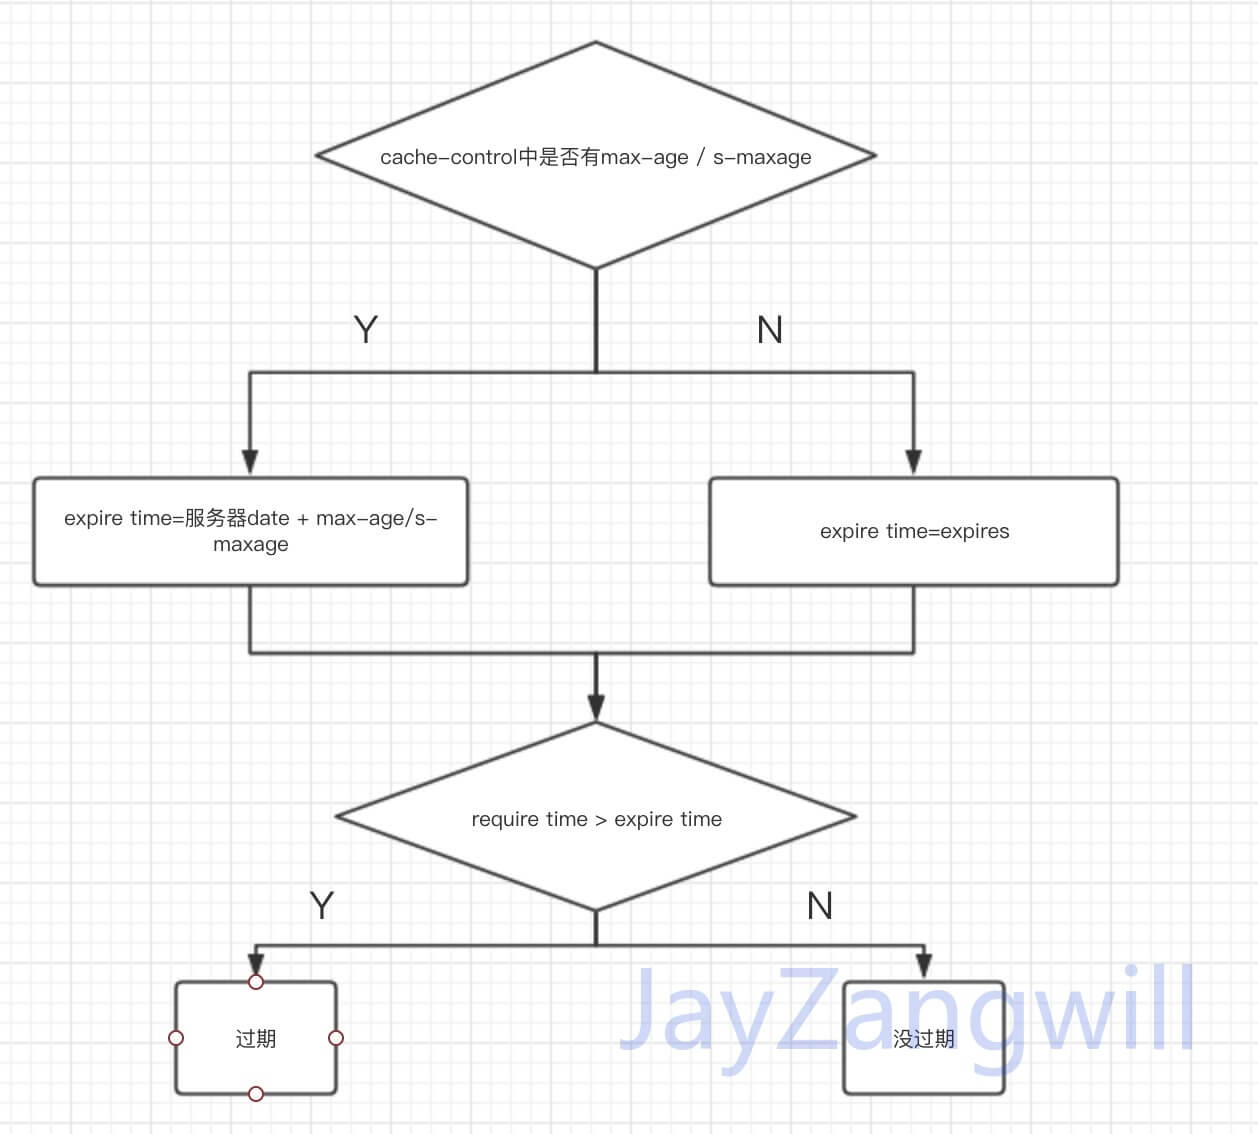 cache-control中是否有max-age / s-maxage
Y
N
expire time=服务器date + max-age/s-
maxage
expire time=expires
require time > expire time
Y
N
过期
没过期
JayZangwill